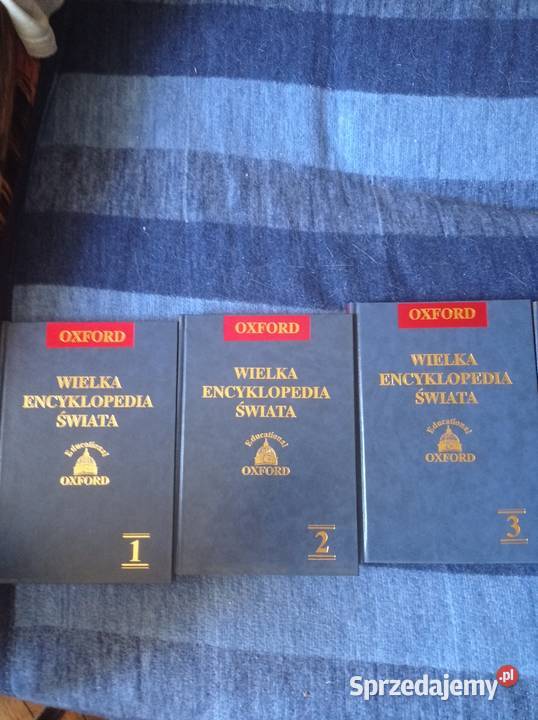 OXFORD
WIELKA
ENCYKLOPEDIA
ŚWIATA
Educational
OXFORD
1
OXFORD
WIELKA
ENCYKLOPEDIA
ŚWIATA
Educational
OXFORD
2
OXFORD
WIELKA
ENCYKLOPEDIA
ŚWIATA
Educational
OXFORD
3
Sprzedajemy.pl